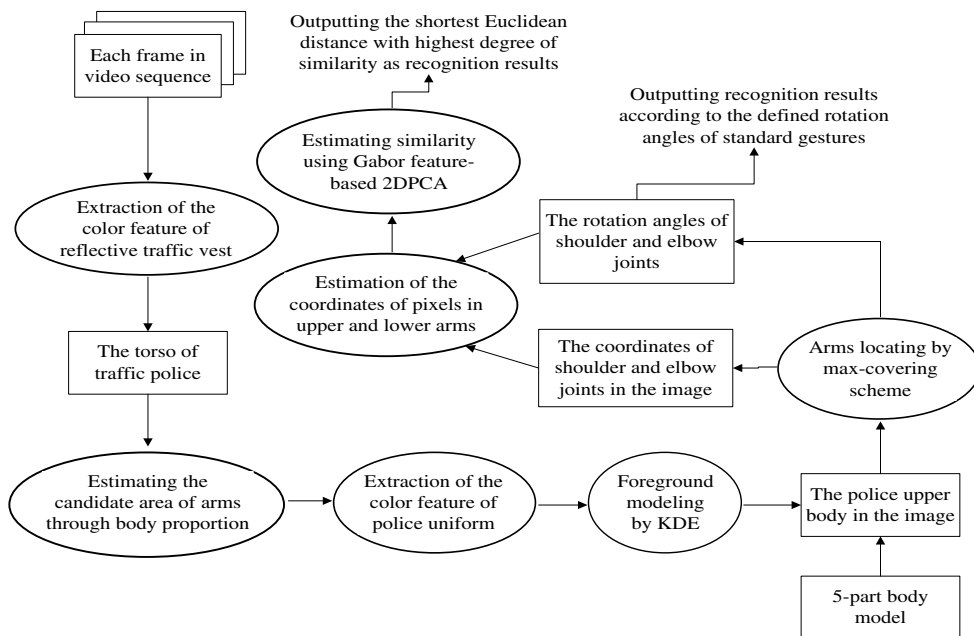 Each frame in
video sequence
Extraction of the
color feature of
reflective traffic vest
The torso of
traffic police
Estimating the
candidate area of arms
through body proportion
Extraction of the
color feature of
police uniform
Foreground
modeling
by KDE
The police upper
body in the image
5-part body
model
Arms locating by
max-covering
scheme
The rotation angles of
shoulder and elbow
joints
The coordinates of
shoulder and elbow
joints in the image
Outputting recognition results
according to the defined rotation
angles of standard gestures
Estimation of the
coordinates of pixels in
upper and lower arms
Estimating similarity
using Gabor feature-
based 2DPCA
Outputting the shortest Euclidean
distance with highest degree of
similarity as recognition results